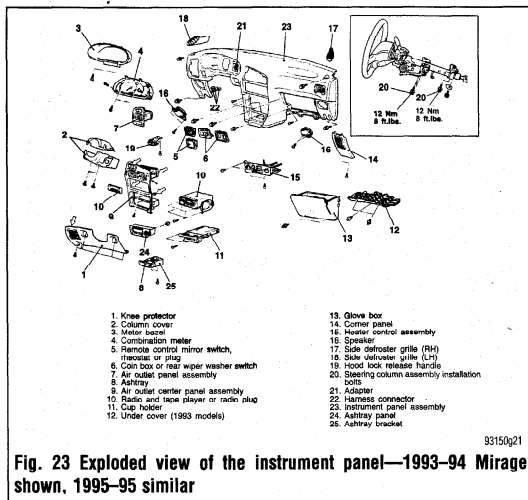 18
21
23
17
3
4
16
22
20
20
12 Nm
8 ft.lbs.
12 Nm
8 ft.lbs.
7
19
5
6
16
14
2
10
15
10
13
12
1
24
11
8
25
1. Knee protector
2. Column cover
3. Meter bezel
4. Combination meter
5. Remote control mirror switch,
rheostat or plug
6. Coin box or rear wiper washer switch
7. Air outlet panel assembly
8. Ashtray
9. Air outlet center panel assembly
10. Radio and tape player or radio plug
11. Cup holder
12. Under cover (1993 models)
13. Glove box
14. Corner panel
15. Heater control assembly
16. Speaker
17. Side defroster grille (RH)
18. Side defroster grille (LH)
19. Hood lock release handle
20. Steering column assembly installation
bolts
21. Adapter
22. Harness connector
23. Instrument panel assembly
24. Ashtray panel
25. Ashtray bracket
93150g21
Fig. 23 Exploded view of the instrument panel—1993–94 Mirage
shown, 1995–95 similar